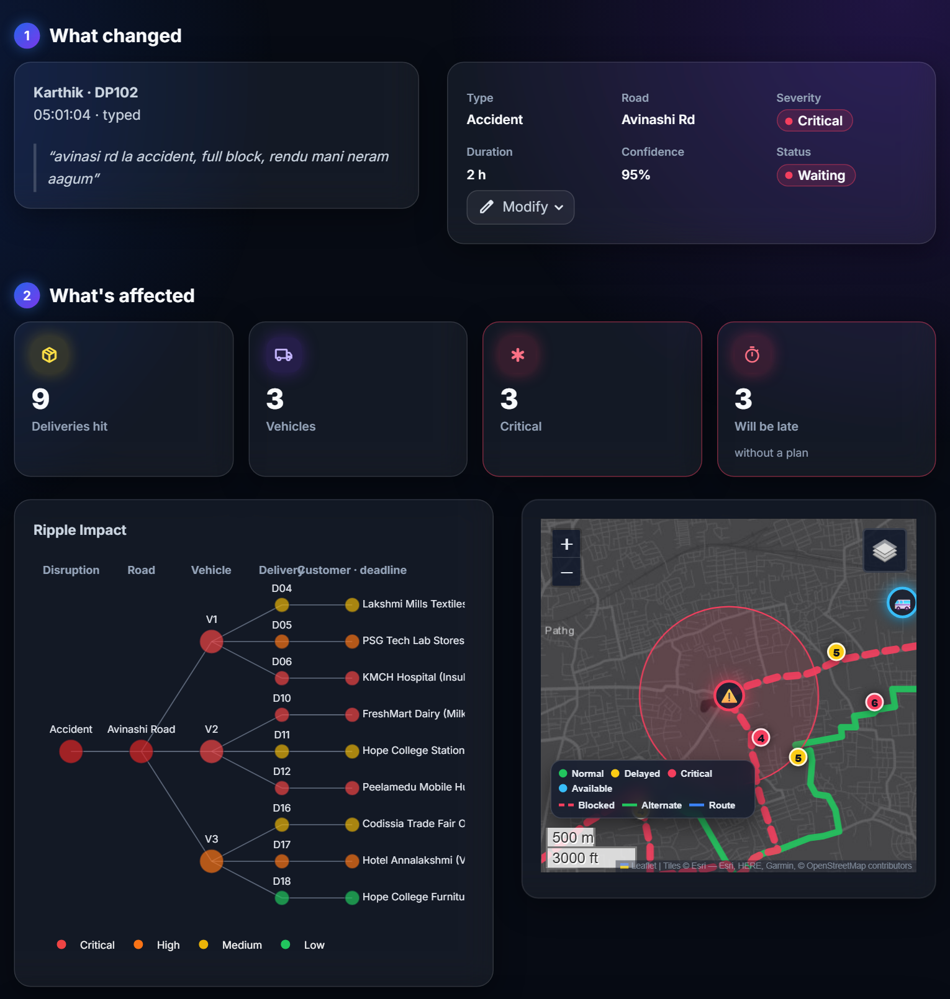 1 What changed
Karthik · DP102
05:01:04 · typed
“avinasi rd la accident, full block, rendu mani neram
aagum”
Type Road Severity
Accident Avinashi Rd Critical
Duration Confidence Status
2 h 95% Waiting
Modify
2 What's affected
9 3 3 3
Deliveries hit Vehicles Critical Will be late
without a plan
Ripple Impact
Disruption Road Vehicle Delivery Customer · deadline
D04
Lakshmi Mills Textiles
V1
D05
PSG Tech Lab Stores
D06
KMCH Hospital (Insul
D10
FreshMart Dairy (Milk
Accident Avinashi Road V2
D11
Hope College Station
D12
Peelamedu Mobile Hu
D16
Codissia Trade Fair O
V3
D17
Hotel Annalakshmi (V
D18
Hope College Furnitu
Critical High Medium Low
+
−
Pathg
5
6
4
5
Normal Delayed Critical
Available
Blocked Alternate Route
500 m
3000 ft
Leaflet | Tiles © Esri — Esri, HERE, Garmin, © OpenStreetMap contributors